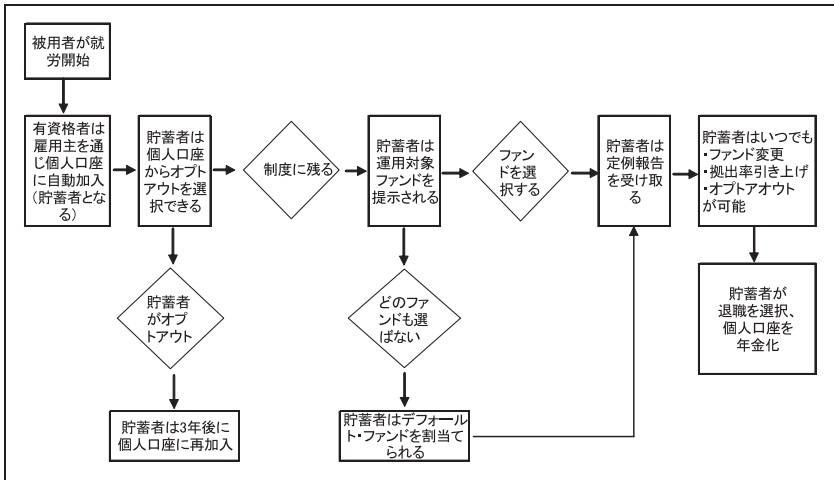 被用者が就
労開始
有資格者は
雇用主を通
じ個人口座
に自動加入
(貯蓄者とな
る)
貯蓄者は
個人口座
からオプト
アウトを選
択できる
制度に残る
貯蓄者は
運用対象
ファンドを
提示される
ファン
ドを選
択する
貯蓄者は
定例報告
を受け取
る
貯蓄者はいつでも
・ファンド変更
・拠出率引き上げ
・オプトアオウト
が可能
貯蓄者
がオプ
トアウト
どのファ
ンドも選
ばない
貯蓄者が
退職を選択、
個人口座を
年金化
貯蓄者は3年後に
個人口座に再加入
貯蓄者はデフォール
ト・ファンドを割当て
られる